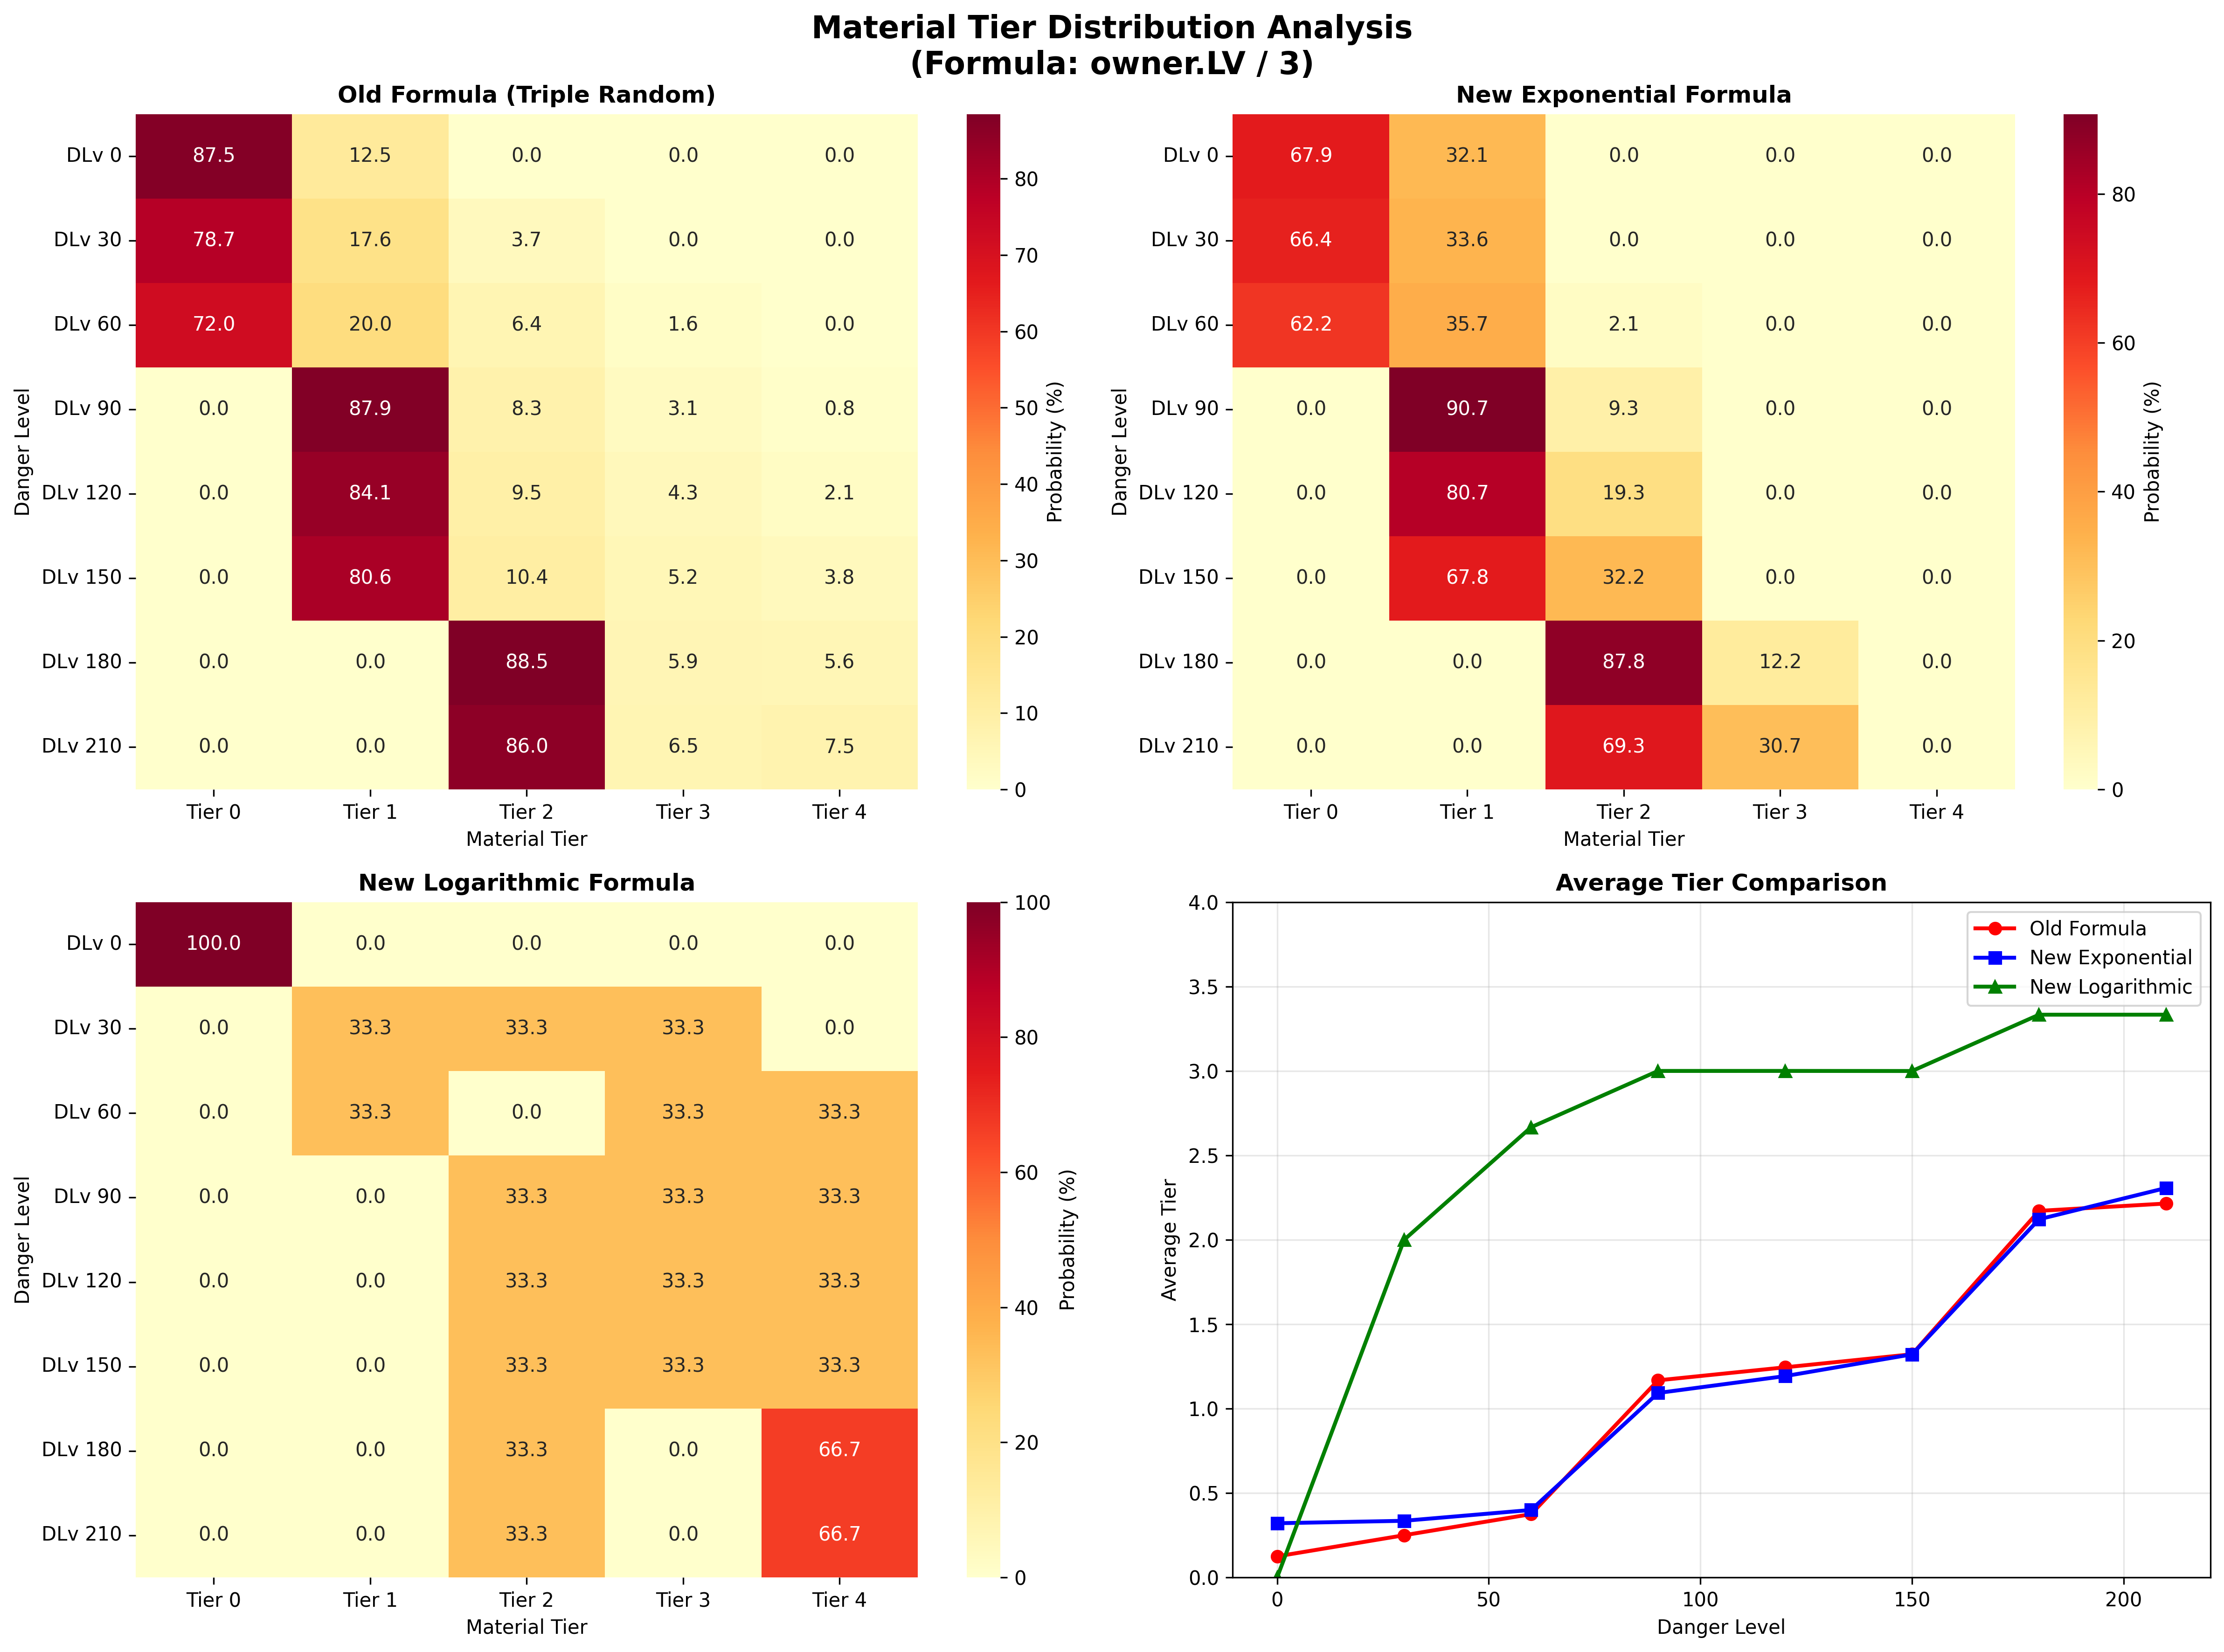 Material Tier Distribution Analysis
(Formula: owner.LV / 3)
Old Formula (Triple Random)
Danger Level
DLv 0 87.5 12.5 0.0 0.0 0.0
DLv 30 78.7 17.6 3.7 0.0 0.0
DLv 60 72.0 20.0 6.4 1.6 0.0
DLv 90 0.0 87.9 8.3 3.1 0.8
DLv 120 0.0 84.1 9.5 4.3 2.1
DLv 150 0.0 80.6 10.4 5.2 3.8
DLv 180 0.0 0.0 88.5 5.9 5.6
DLv 210 0.0 0.0 86.0 6.5 7.5
Tier 0 Tier 1 Tier 2 Tier 3 Tier 4
Material Tier
80
70
60
50
40
30
20
10
0
Probability (%)
New Exponential Formula
Danger Level
DLv 0 67.9 32.1 0.0 0.0 0.0
DLv 30 66.4 33.6 0.0 0.0 0.0
DLv 60 62.2 35.7 2.1 0.0 0.0
DLv 90 0.0 90.7 9.3 0.0 0.0
DLv 120 0.0 80.7 19.3 0.0 0.0
DLv 150 0.0 67.8 32.2 0.0 0.0
DLv 180 0.0 0.0 87.8 12.2 0.0
DLv 210 0.0 0.0 69.3 30.7 0.0
Tier 0 Tier 1 Tier 2 Tier 3 Tier 4
Material Tier
80
60
40
20
0
Probability (%)
New Logarithmic Formula
Danger Level
DLv 0 100.0 0.0 0.0 0.0 0.0
DLv 30 0.0 33.3 33.3 33.3 0.0
DLv 60 0.0 33.3 0.0 33.3 33.3
DLv 90 0.0 0.0 33.3 33.3 33.3
DLv 120 0.0 0.0 33.3 33.3 33.3
DLv 150 0.0 0.0 33.3 33.3 33.3
DLv 180 0.0 0.0 33.3 0.0 66.7
DLv 210 0.0 0.0 33.3 0.0 66.7
Tier 0 Tier 1 Tier 2 Tier 3 Tier 4
Material Tier
100
80
60
40
20
0
Probability (%)
Average Tier Comparison
Old Formula
New Exponential
New Logarithmic
Average Tier
4.0
3.5
3.0
2.5
2.0
1.5
1.0
0.5
0.0
0 50 100 150 200
Danger Level